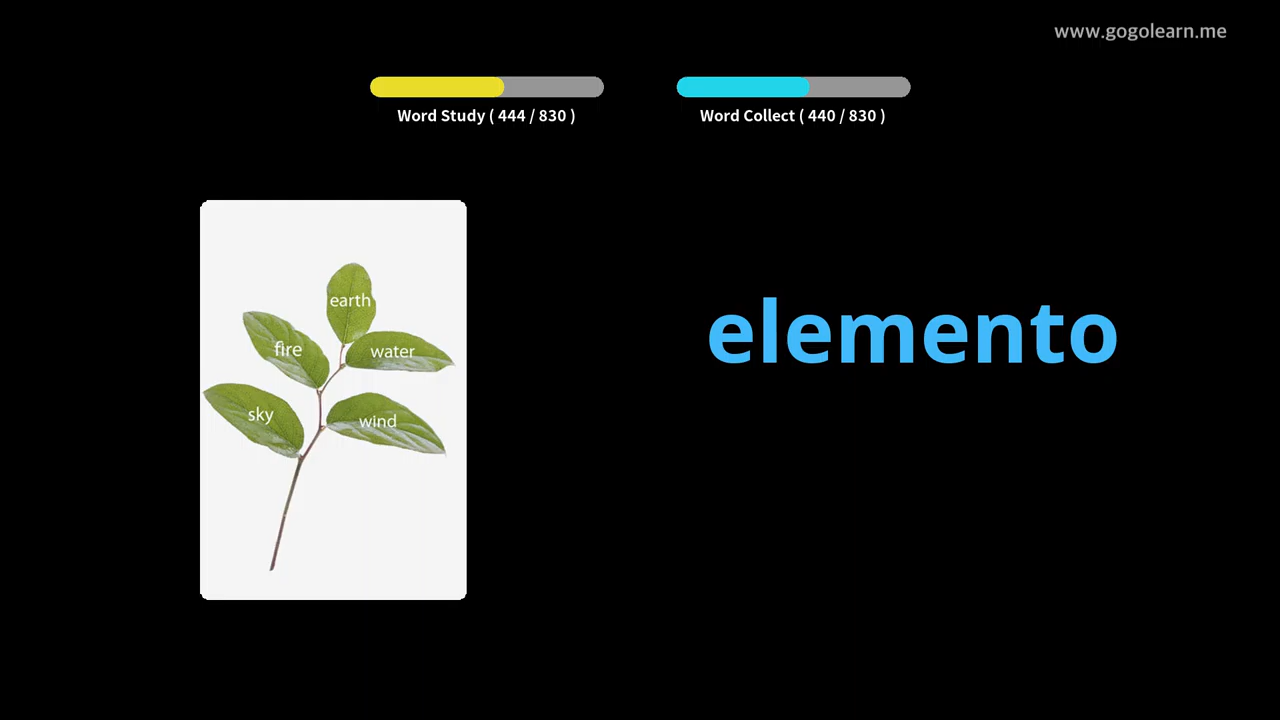 www.gogolearn.me
Word Study ( 444 / 830 )
Word Collect ( 440 / 830 )
earth
fire
water
sky
wind
elemento